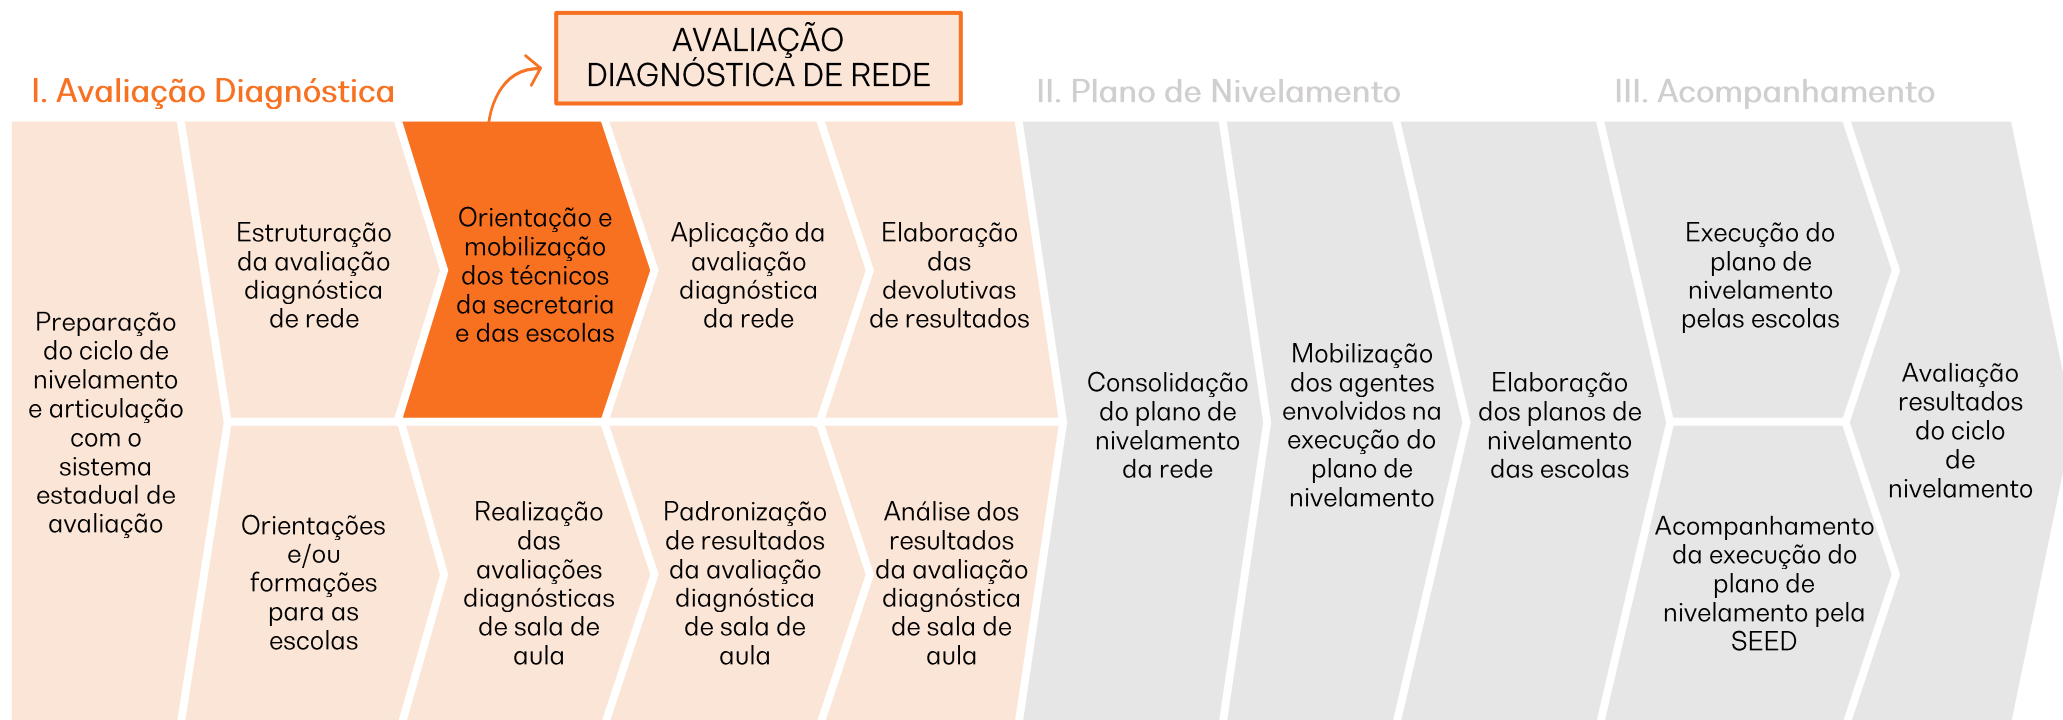 AVALIAÇÃO
DIAGNÓSTICA DE REDE
I. Avaliação Diagnóstica
II. Plano de Nivelamento
III. Acompanhamento
Preparação
do ciclo de
nivelamento
e articulação
com o
sistema
estadual de
avaliação
Estruturação
da avaliação
diagnóstica
de rede
Orientação e
mobilização
dos técnicos
da secretaria
e das escolas
Aplicação da
avaliação
diagnóstica
da rede
Elaboração
das
devolutivas
de resultados
Orientações
e/ou
formações
para as
escolas
Realização
das
avaliações
diagnósticas
de sala de
aula
Padronização
de resultados
da avaliação
diagnóstica
de sala de
aula
Análise dos
resultados
da avaliação
diagnóstica
de sala de
aula
Consolidação
do plano de
nivelamento
da rede
Mobilização
dos agentes
envolvidos na
execução do
plano de
nivelamento
Elaboração
dos planos de
nivelamento
das escolas
Execução do
plano de
nivelamento
pelas escolas
Acompanhamento
da execução do
plano de
nivelamento pela
SEED
Avaliação
resultados
do ciclo
de
nivelamento